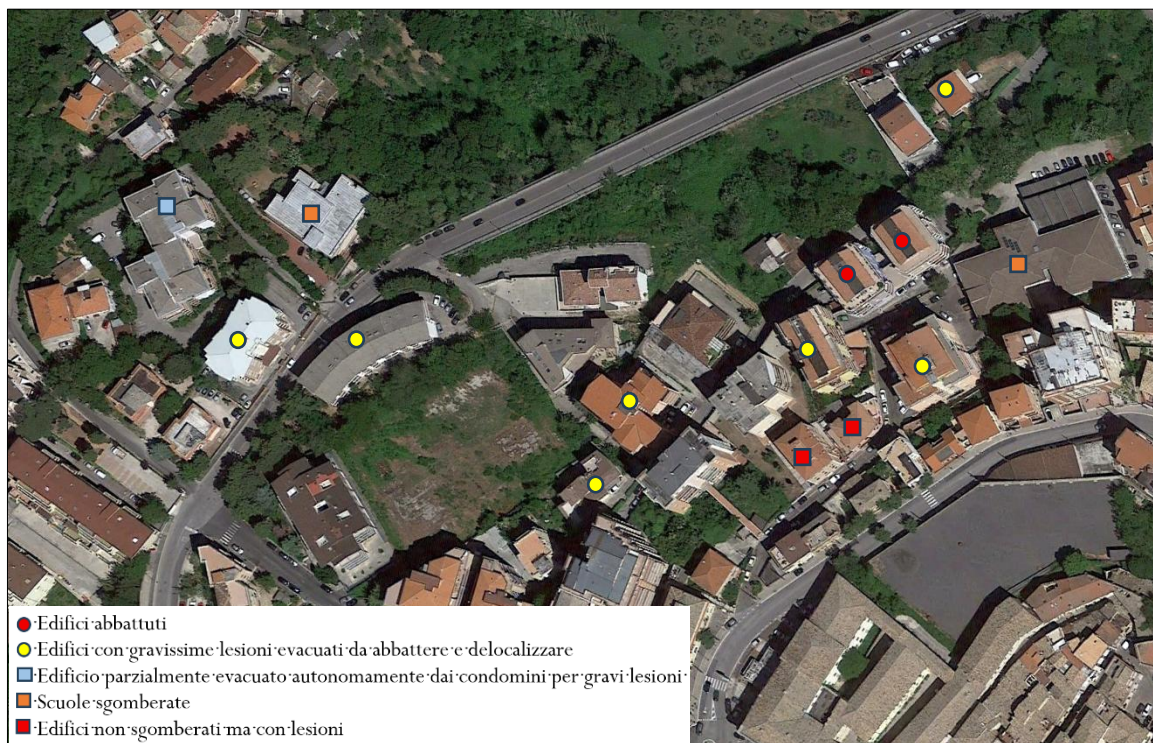 Edifici abbattuti
Edifici con gravissime lesioni evacuati da abbattere e delocalizzare
Edificio parzialmente evacuato autonomamente dai condomini per gravi lesioni
Scuole sgomberate
Edifici non sgomberati ma con lesioni